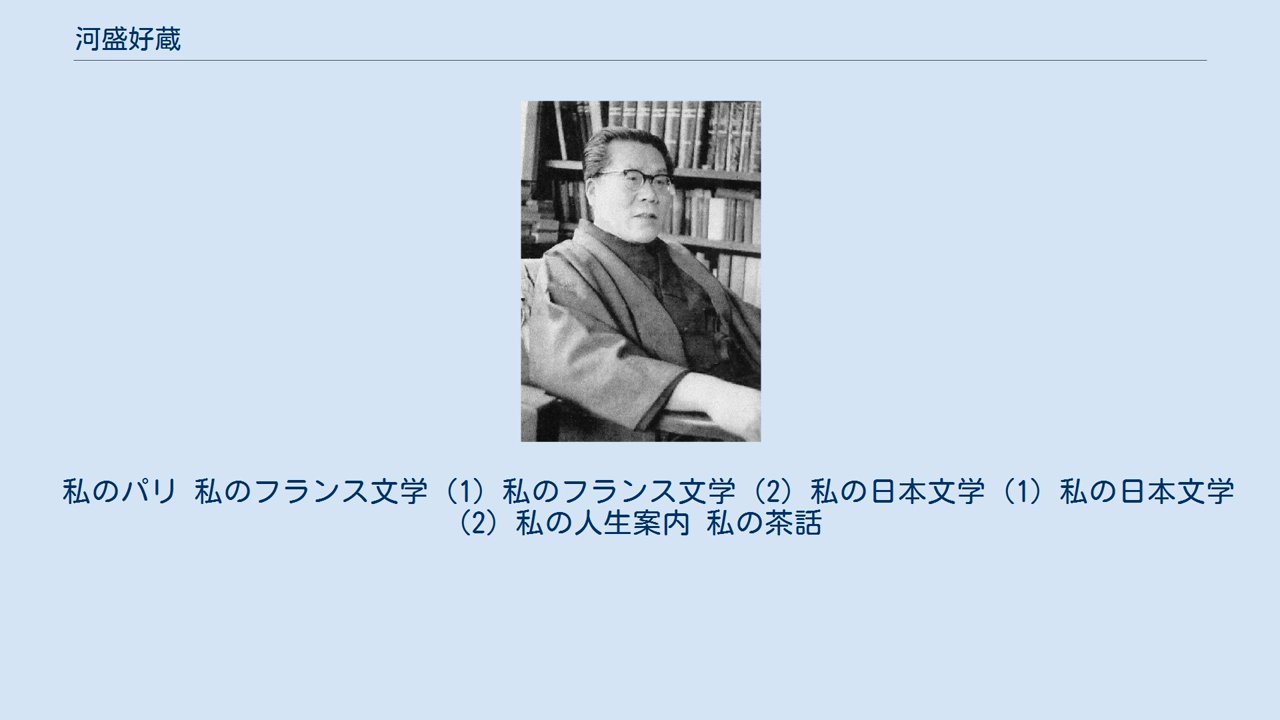 河盛好蔵
私のパリ 私のフランス文学（1）私のフランス文学（2）私の日本文学（1）私の日本文学
（2）私の人生案内 私の茶話